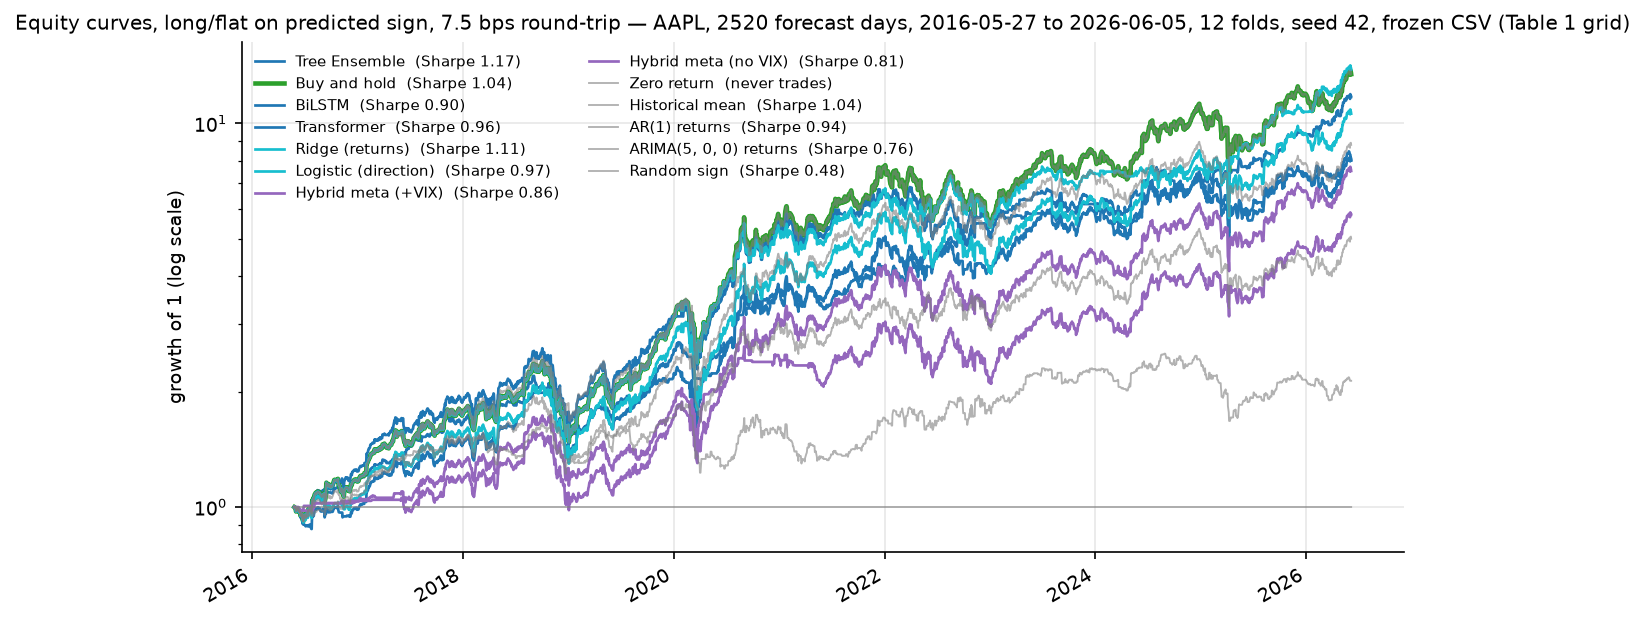 Equity curves, long/flat on predicted sign, 7.5 bps round-trip — AAPL, 2520 forecast days, 2016-05-27 to 2026-06-05, 12 folds, seed 42, frozen CSV (Table 1 grid)
growth of 1 (log scale)
10¹
10⁰
Tree Ensemble (Sharpe 1.17)
Buy and hold (Sharpe 1.04)
BiLSTM (Sharpe 0.90)
Transformer (Sharpe 0.96)
Ridge (returns) (Sharpe 1.11)
Logistic (direction) (Sharpe 0.97)
Hybrid meta (+VIX) (Sharpe 0.86)
Hybrid meta (no VIX) (Sharpe 0.81)
Zero return (never trades)
Historical mean (Sharpe 1.04)
AR(1) returns (Sharpe 0.94)
ARIMA(5, 0, 0) returns (Sharpe 0.76)
Random sign (Sharpe 0.48)
2016
2018
2020
2022
2024
2026